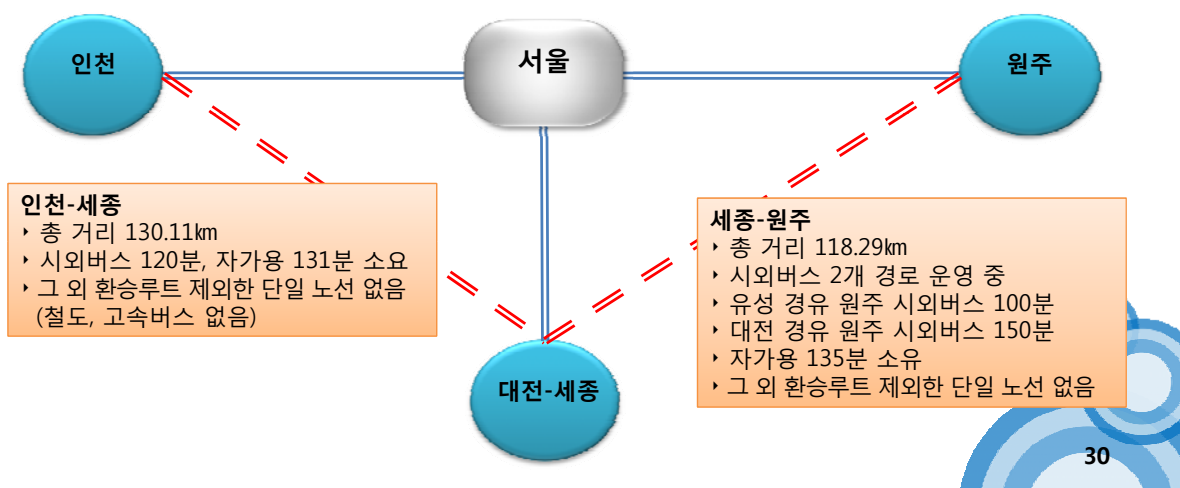 인천
서울
원주
인천-세종
‣ 총 거리 130.11㎞
‣ 시외버스 120분, 자가용 131분 소요
‣ 그 외 환승루트 제외한 단일 노선 없음
(철도, 고속버스 없음)
세종-원주
‣ 총 거리 118.29㎞
‣ 시외버스 2개 경로 운영 중
‣ 유성 경유 원주 시외버스 100분
‣ 대전 경유 원주 시외버스 150분
‣ 자가용 135분 소유
‣ 그 외 환승루트 제외한 단일 노선 없음
대전-세종
30